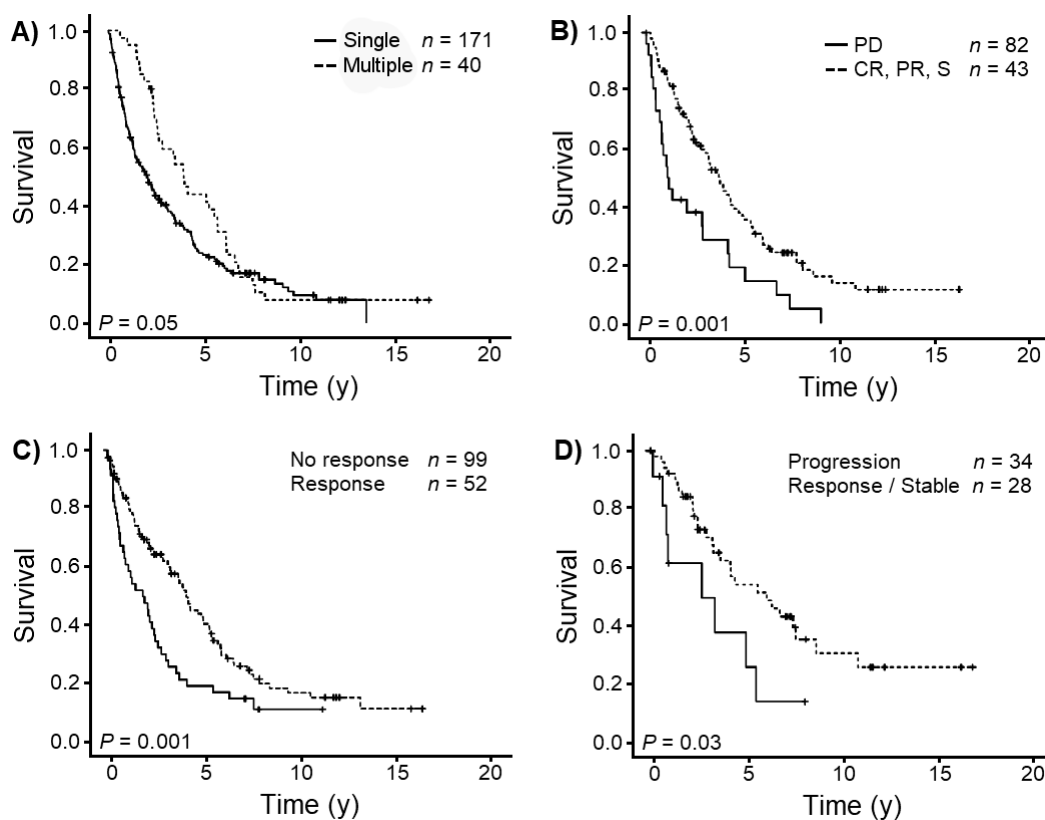 A)
Single n = 171
Multiple n = 40
Survival
1.0
0.8
0.6
0.4
0.2
0.0
P = 0.05
0 5 10 15 20
Time (y)
B)
PD n = 82
CR, PR, S n = 43
Survival
1.0
0.8
0.6
0.4
0.2
0.0
P = 0.001
0 5 10 15 20
Time (y)
C)
No response n = 99
Response n = 52
Survival
1.0
0.8
0.6
0.4
0.2
0.0
P = 0.001
0 5 10 15 20
Time (y)
D)
Progression n = 34
Response / Stable n = 28
Survival
1.0
0.8
0.6
0.4
0.2
0.0
P = 0.03
0 5 10 15 20
Time (y)